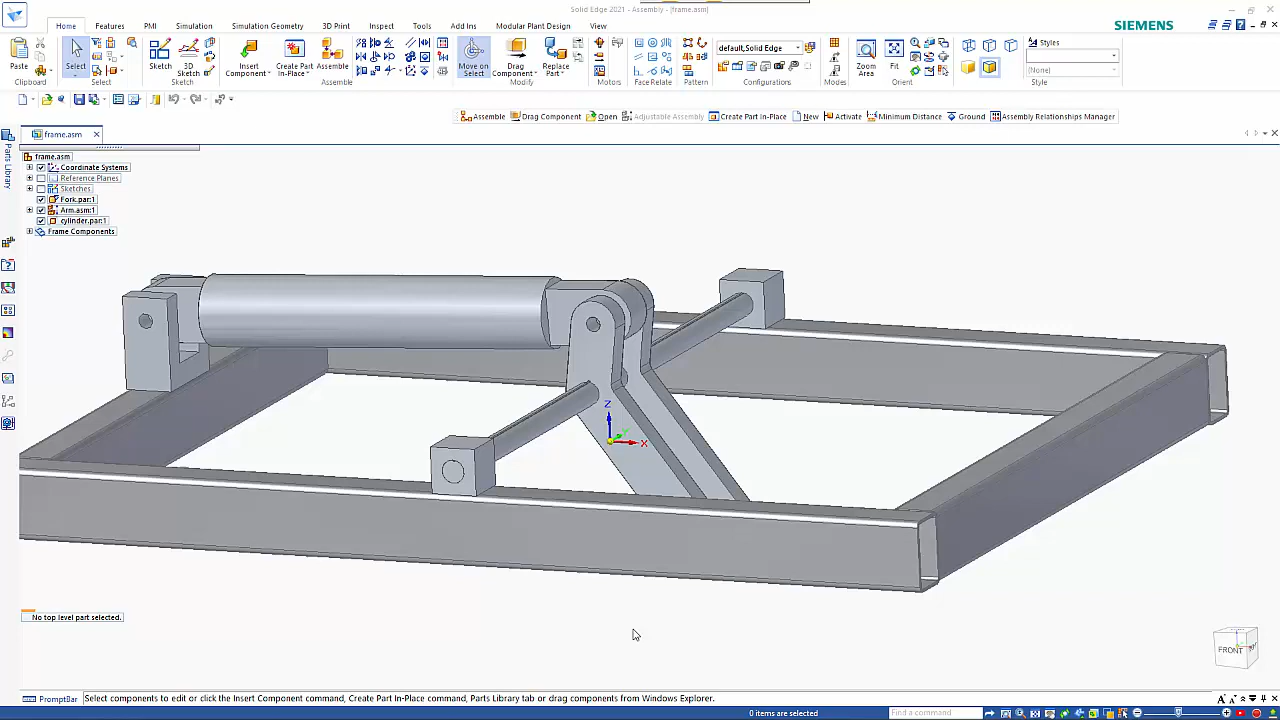 Solid Edge 2021 - Assembly - [frame.asm]
Home Features PMI Simulation Simulation Geometry 3D Print Inspect Tools Add Ins Modular Plant Design View
SIEMENS
Paste Select Sketch 3D Sketch Insert Component Create Part In-Place Assemble Move on Select Drag Component Replace Part default,Solid Edge Zoom Area Fit Styles
(None)
Clipboard Select Sketch Assemble Modify Motors Face Relate Pattern Configurations Modes Orient Style
Assemble Drag Component Open Adjustable Assembly Create Part In-Place New Activate Minimum Distance Ground Assembly Relationships Manager
frame.asm
Parts Library
frame.asm
Coordinate Systems
Reference Planes
Sketches
Fork.par:1
Arm.asm:1
cylinder.par:1
Frame Components
Z
Y
X
No top level part selected.
FRONT
PromptBar Select components to edit or click the Insert Component command, Create Part In-Place command, Parts Library tab or drag components from Windows Explorer.
0 items are selected Find a command